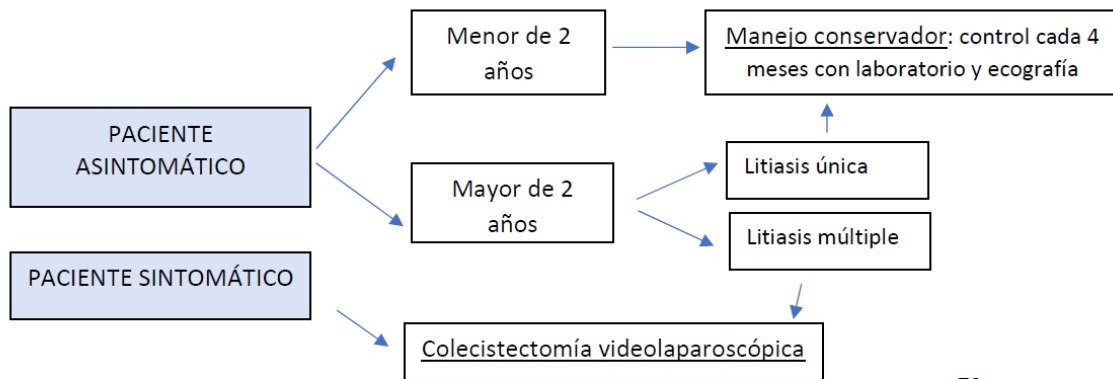 Menor de 2
años
Manejo conservador: control cada 4
meses con laboratorio y ecografía
PACIENTE
ASINTOMÁTICO
Mayor de 2
años
Litiasis única
Litiasis múltiple
PACIENTE SINTOMÁTICO
Colecistectomía videolaparoscópica